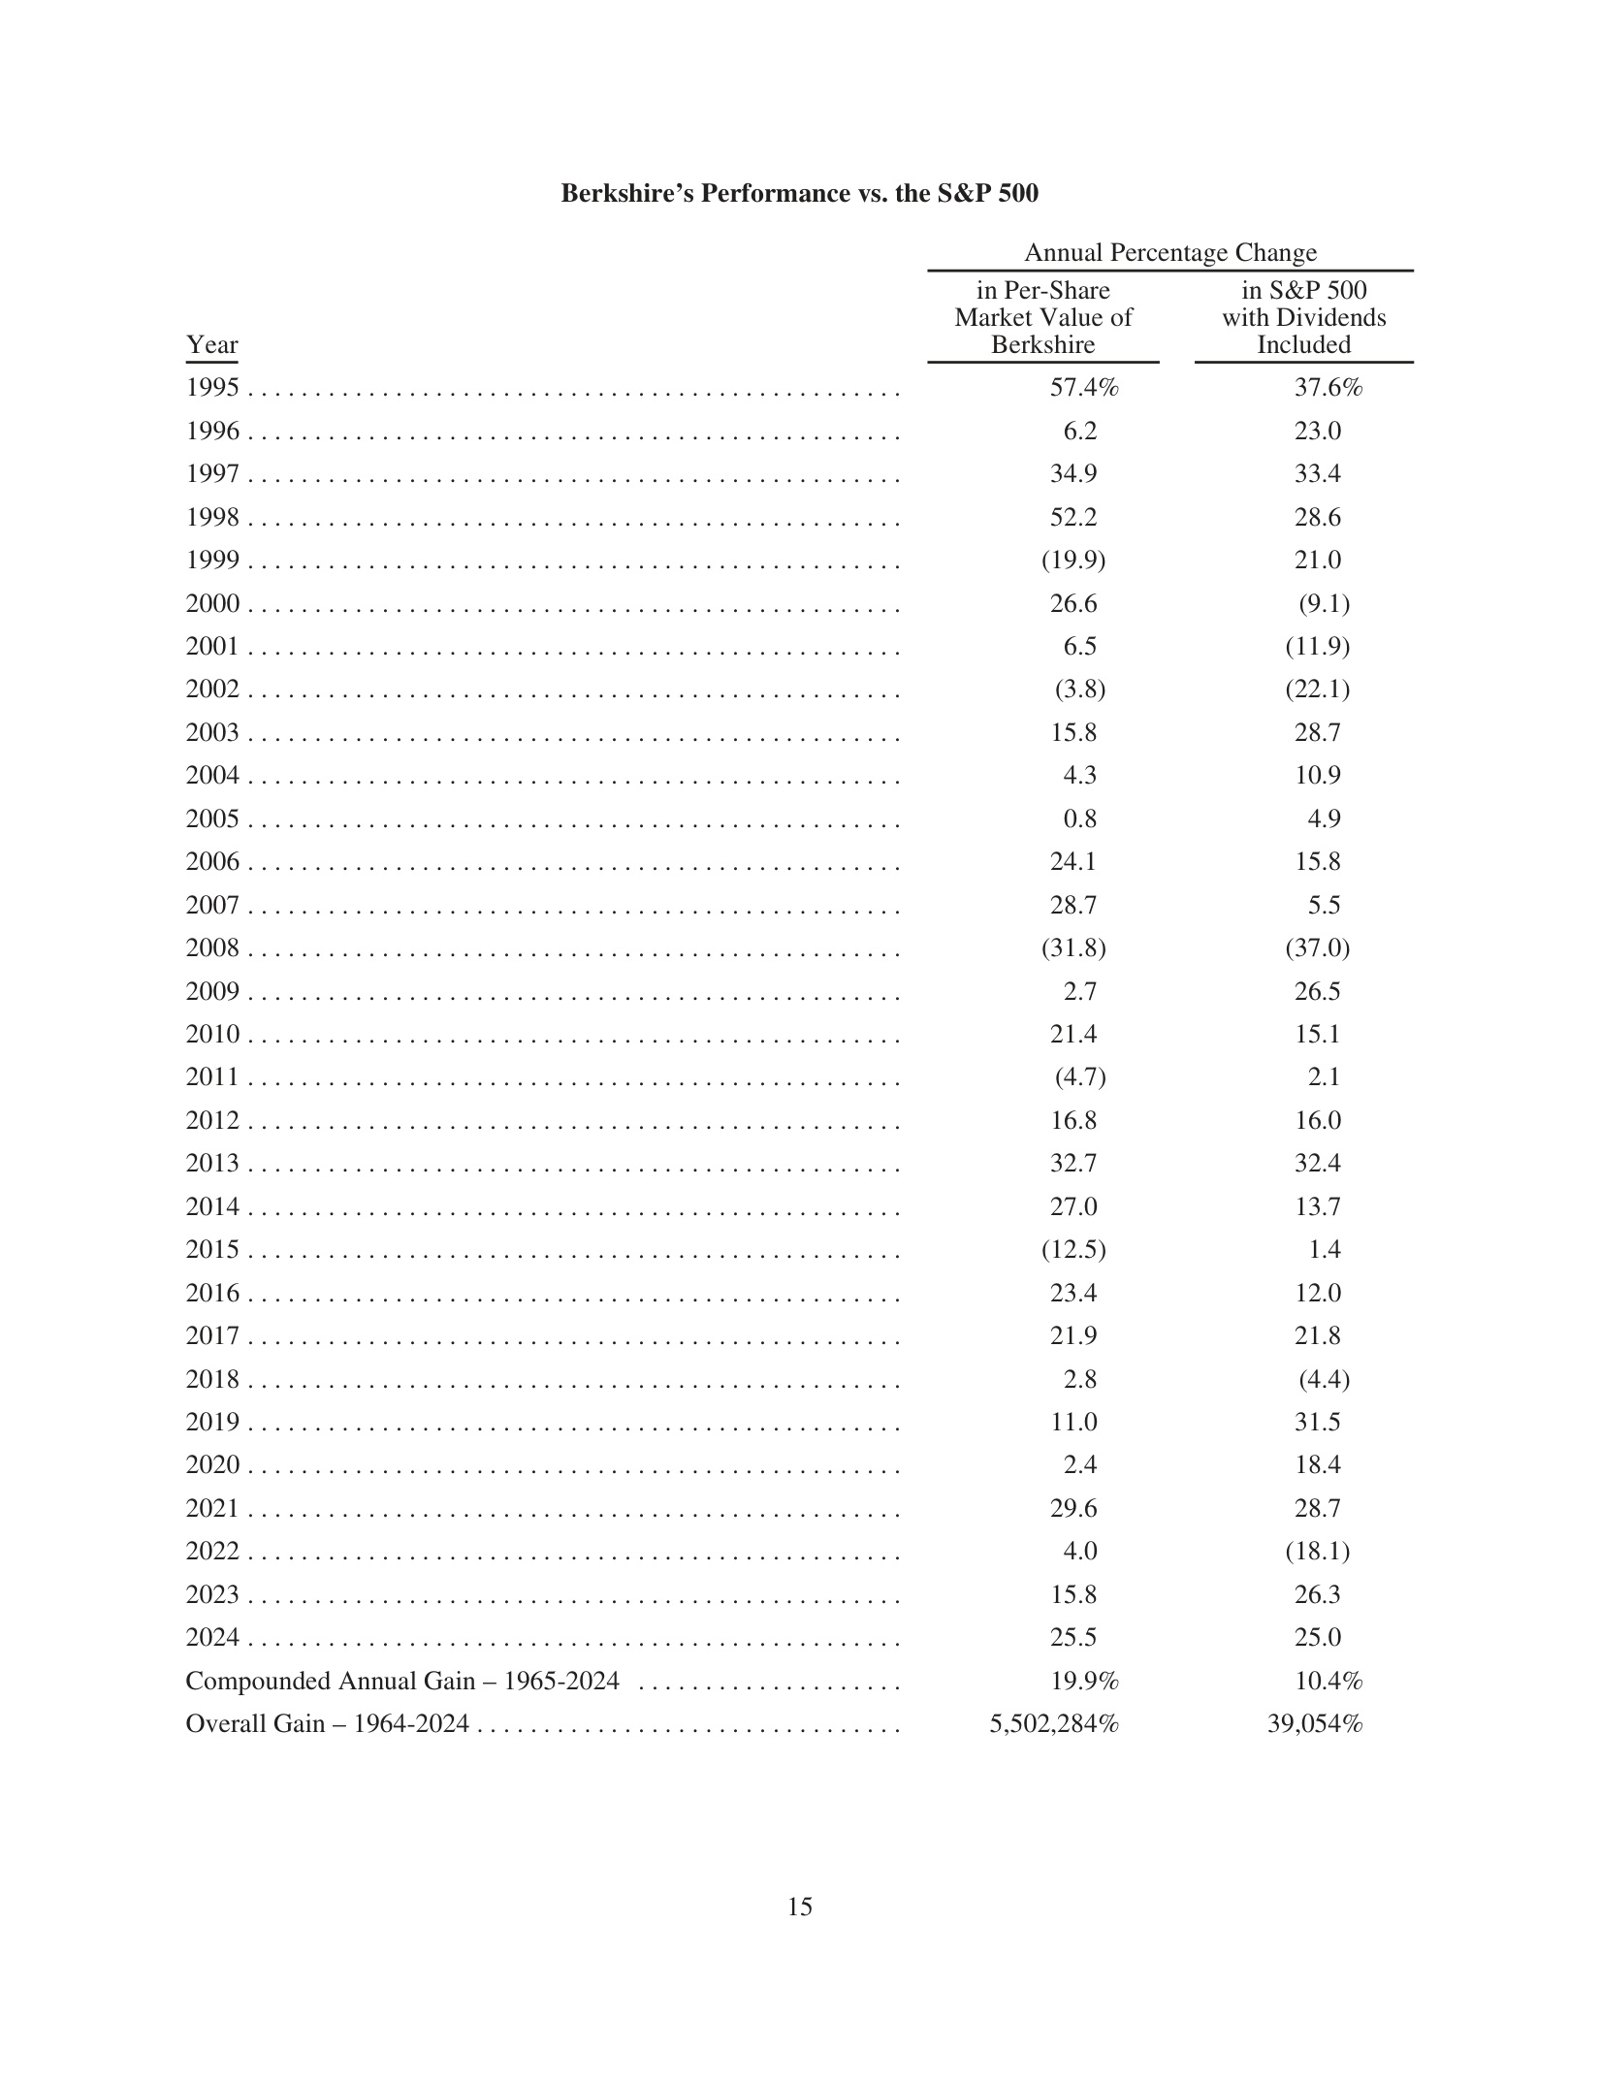 Berkshire’s Performance vs. the S&P 500
Annual Percentage Change
in Per-Share Market Value of Berkshire
in S&P 500 with Dividends Included
Year
1995 57.4% 37.6%
1996 6.2 23.0
1997 34.9 33.4
1998 52.2 28.6
1999 (19.9) 21.0
2000 26.6 (9.1)
2001 6.5 (11.9)
2002 (3.8) (22.1)
2003 15.8 28.7
2004 4.3 10.9
2005 0.8 4.9
2006 24.1 15.8
2007 28.7 5.5
2008 (31.8) (37.0)
2009 2.7 26.5
2010 21.4 15.1
2011 (4.7) 2.1
2012 16.8 16.0
2013 32.7 32.4
2014 27.0 13.7
2015 (12.5) 1.4
2016 23.4 12.0
2017 21.9 21.8
2018 2.8 (4.4)
2019 11.0 31.5
2020 2.4 18.4
2021 29.6 28.7
2022 4.0 (18.1)
2023 15.8 26.3
2024 25.5 25.0
Compounded Annual Gain – 1965-2024 19.9% 10.4%
Overall Gain – 1964-2024 5,502,284% 39,054%
15